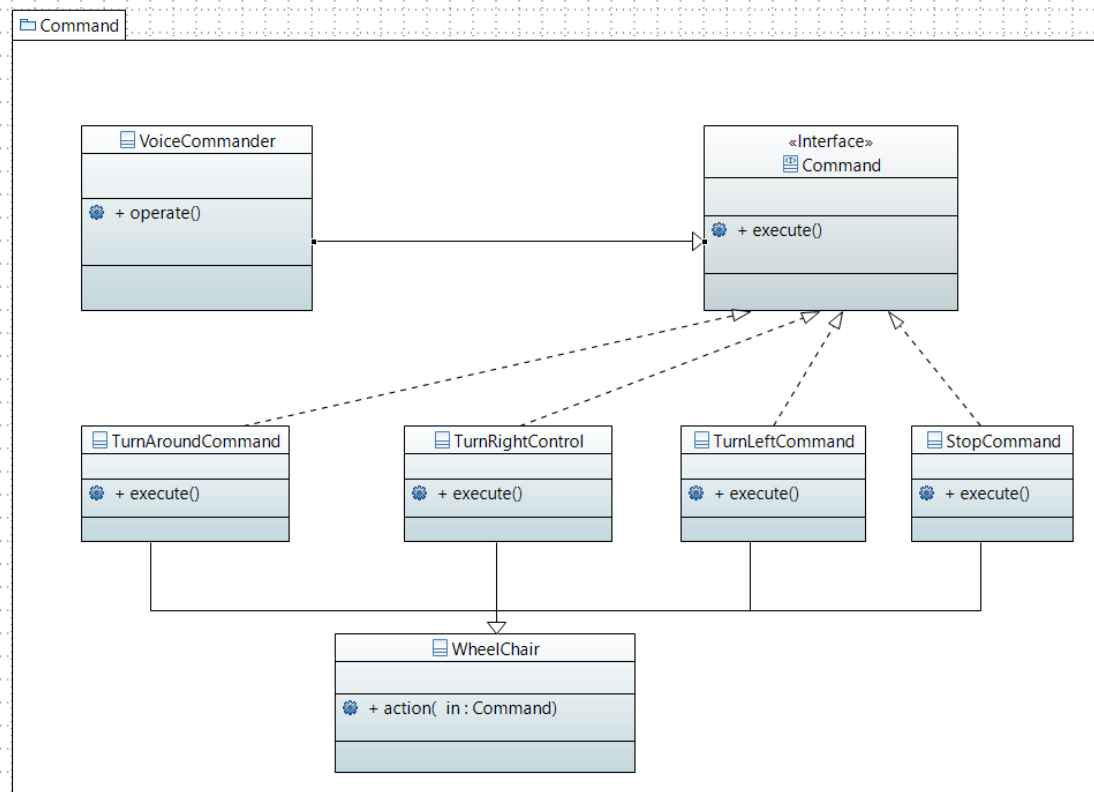 Command
VoiceCommander
+ operate()
«Interface»
Command
+ execute()
TurnAroundCommand
+ execute()
TurnRightControl
+ execute()
TurnLeftCommand
+ execute()
StopCommand
+ execute()
WheelChair
+ action( in : Command)